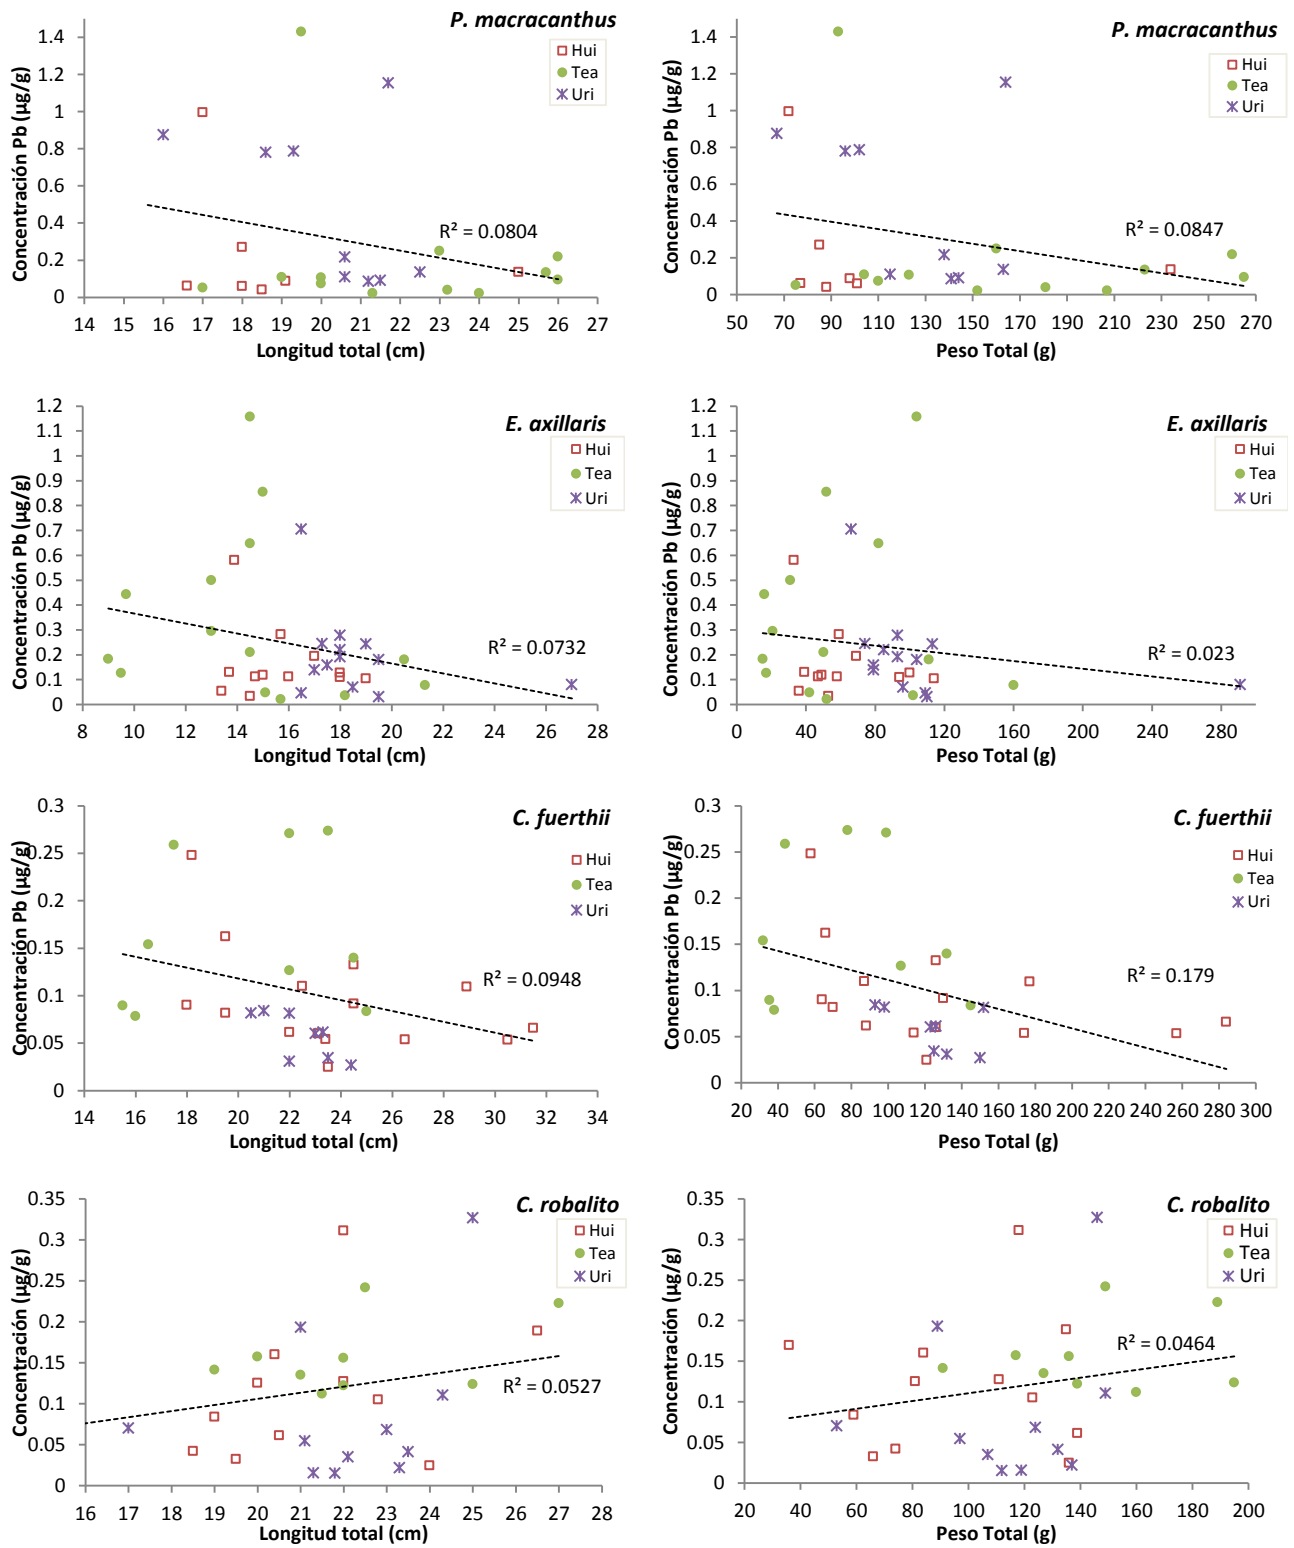 P. macracanthus
Hui
Tea
Uri
Concentración Pb (µg/g)
1.4
1.2
1
0.8
0.6
0.4
0.2
0
R² = 0.0804
14 15 16 17 18 19 20 21 22 23 24 25 26 27
Longitud total (cm)
P. macracanthus
Hui
Tea
Uri
Concentración Pb (µg/g)
1.4
1.2
1
0.8
0.6
0.4
0.2
0
R² = 0.0847
50 70 90 110 130 150 170 190 210 230 250 270
Peso Total (g)
E. axillaris
Hui
Tea
Uri
Concentración Pb (µg/g)
1.2
1.1
1
0.9
0.8
0.7
0.6
0.5
0.4
0.3
0.2
0.1
0
R² = 0.0732
8 10 12 14 16 18 20 22 24 26 28
Longitud Total (cm)
E. axillaris
Hui
Tea
Uri
Concentración Pb (µg/g)
1.2
1.1
1
0.9
0.8
0.7
0.6
0.5
0.4
0.3
0.2
0.1
0
R² = 0.023
0 40 80 120 160 200 240 280
Peso Total (g)
C. fuerthii
Hui
Tea
Uri
Concentración Pb (µg/g)
0.3
0.25
0.2
0.15
0.1
0.05
0
R² = 0.0948
14 16 18 20 22 24 26 28 30 32 34
Longitud total (cm)
C. fuerthii
Hui
Tea
Uri
Concentración Pb (µg/g)
0.3
0.25
0.2
0.15
0.1
0.05
0
R² = 0.179
20 40 60 80 100 120 140 160 180 200 220 240 260 280 300
Peso Total (g)
C. robalito
Hui
Tea
Uri
Concentración (µg/g)
0.35
0.3
0.25
0.2
0.15
0.1
0.05
0
R² = 0.0527
16 17 18 19 20 21 22 23 24 25 26 27 28
Longitud total (cm)
C. robalito
Hui
Tea
Uri
Concentración (µg/g)
0.35
0.3
0.25
0.2
0.15
0.1
0.05
0
R² = 0.0464
20 40 60 80 100 120 140 160 180 200
Peso Total (g)